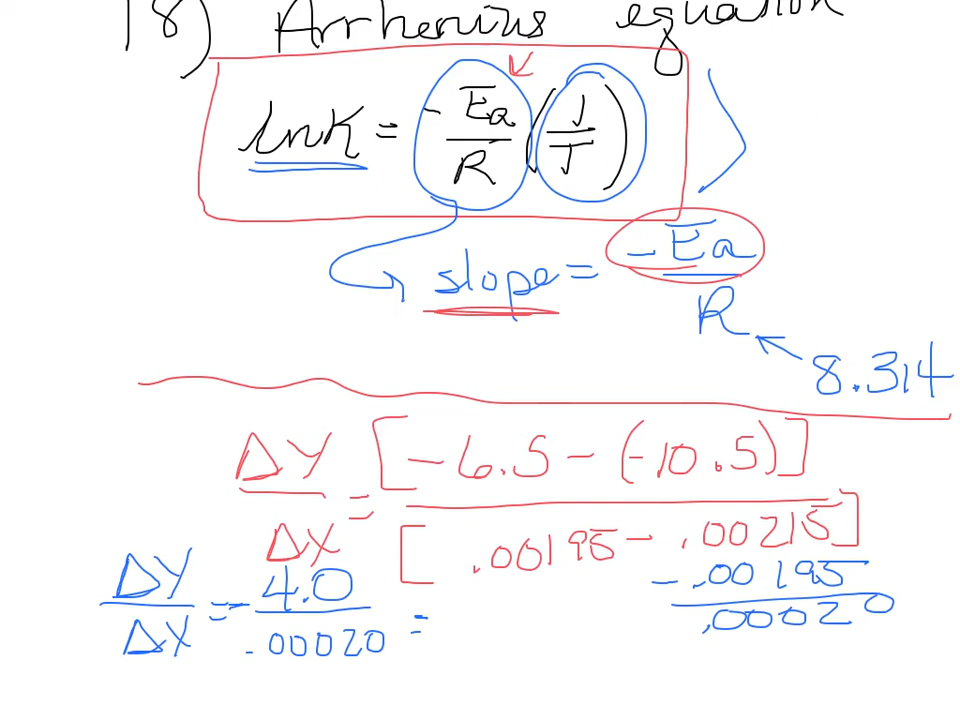 18) Arrhenius equation
lnK = -Ea/R (1/T)
slope = -Ea/R
8.314
ΔY/ΔX = [-6.5 - (-10.5)]/[.00195 - .00215]
-.00195
.00020
ΔY/ΔX = -4.0/.00020 =